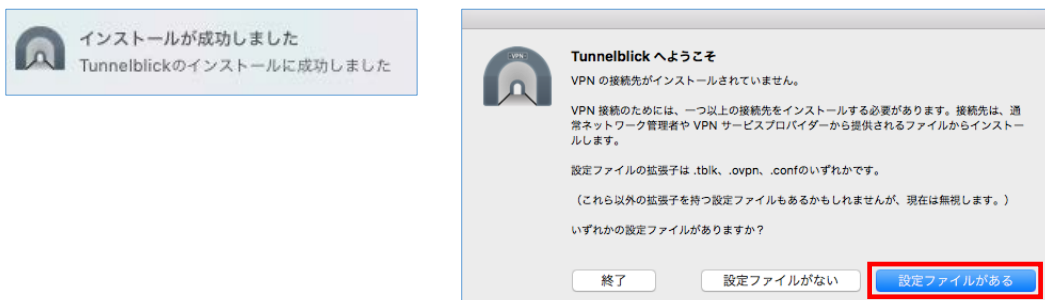 インストールが成功しました
Tunnelblickのインストールに成功しました
VPN
Tunnelblick へようこそ
VPN の接続先がインストールされていません。
VPN 接続のためには、一つ以上の接続先をインストールする必要があります。接続先は、通
常ネットワーク管理者や VPN サービスプロバイダーから提供されるファイルからインストー
ルします。
設定ファイルの拡張子は .tblk、.ovpn、.confのいずれかです。
（これら以外の拡張子を持つ設定ファイルもあるかもしれませんが、現在は無視します。）
いずれかの設定ファイルがありますか？
終了
設定ファイルがない
設定ファイルがある